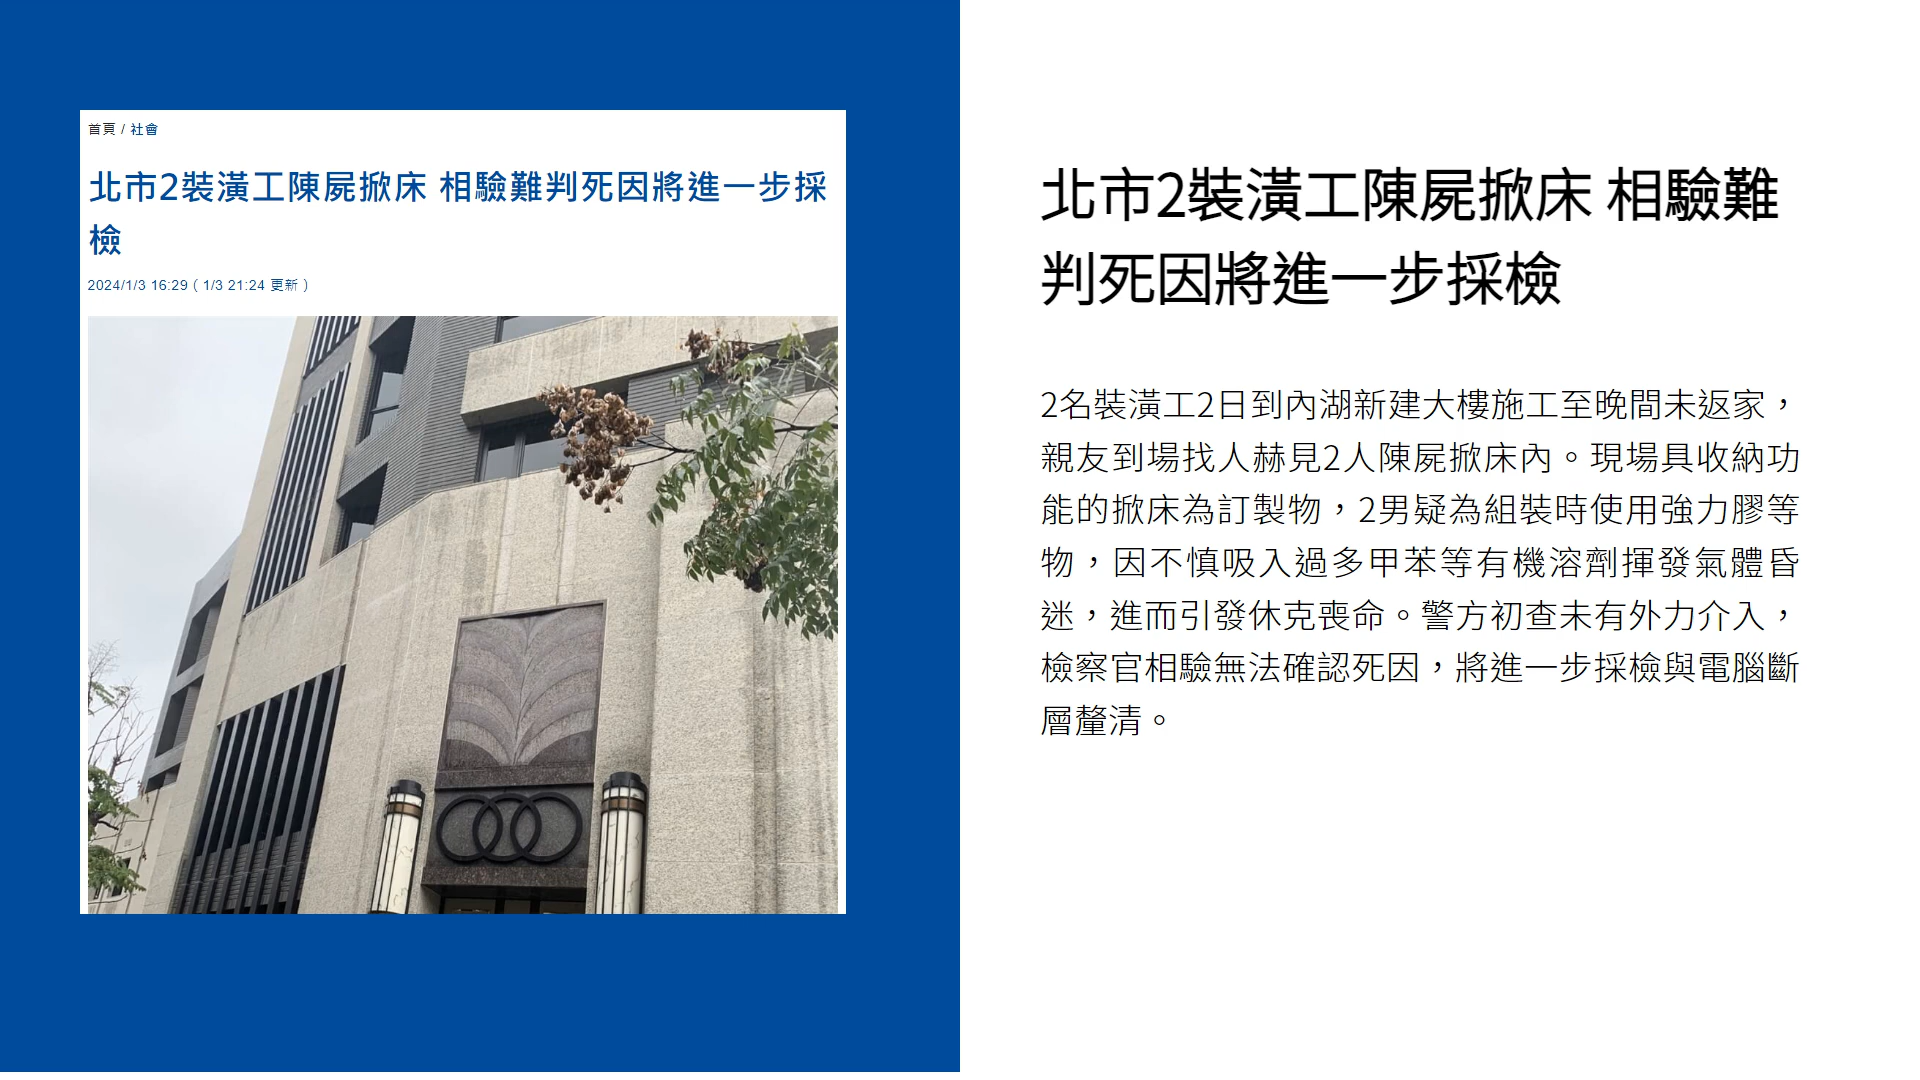 首頁 / 社會
北市2裝潢工陳屍掀床 相驗難判死因將進一步採
檢
2024/1/3 16:29（1/3 21:24 更新）
北市2裝潢工陳屍掀床 相驗難
判死因將進一步採檢
2名裝潢工2日到內湖新建大樓施工至晚間未返家，
親友到場找人赫見2人陳屍掀床內。現場具收納功
能的掀床為訂製物，2男疑為組裝時使用強力膠等
物，因不慎吸入過多甲苯等有機溶劑揮發氣體昏
迷，進而引發休克喪命。警方初查未有外力介入，
檢察官相驗無法確認死因，將進一步採檢與電腦斷
層釐清。